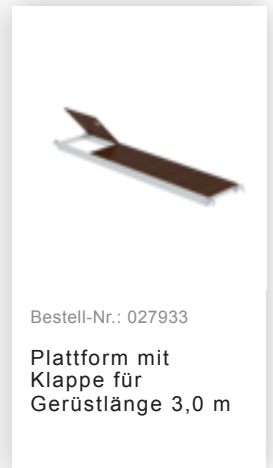 Bestell-Nr.: 027933
Plattform mit
Klappe für
Gerüstlänge 3,0 m